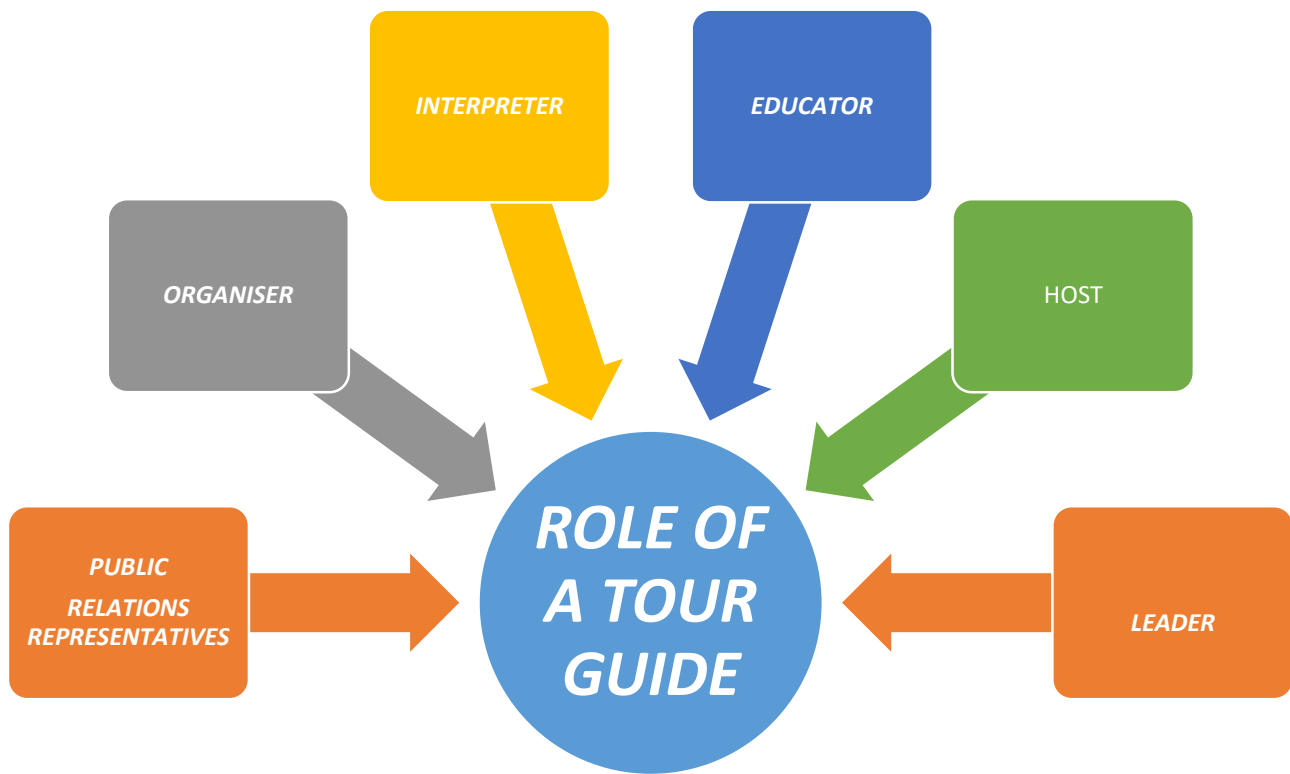 INTERPRETER
EDUCATOR
ORGANISER
HOST
PUBLIC
RELATIONS
REPRESENTATIVES
ROLE OF
A TOUR
GUIDE
LEADER